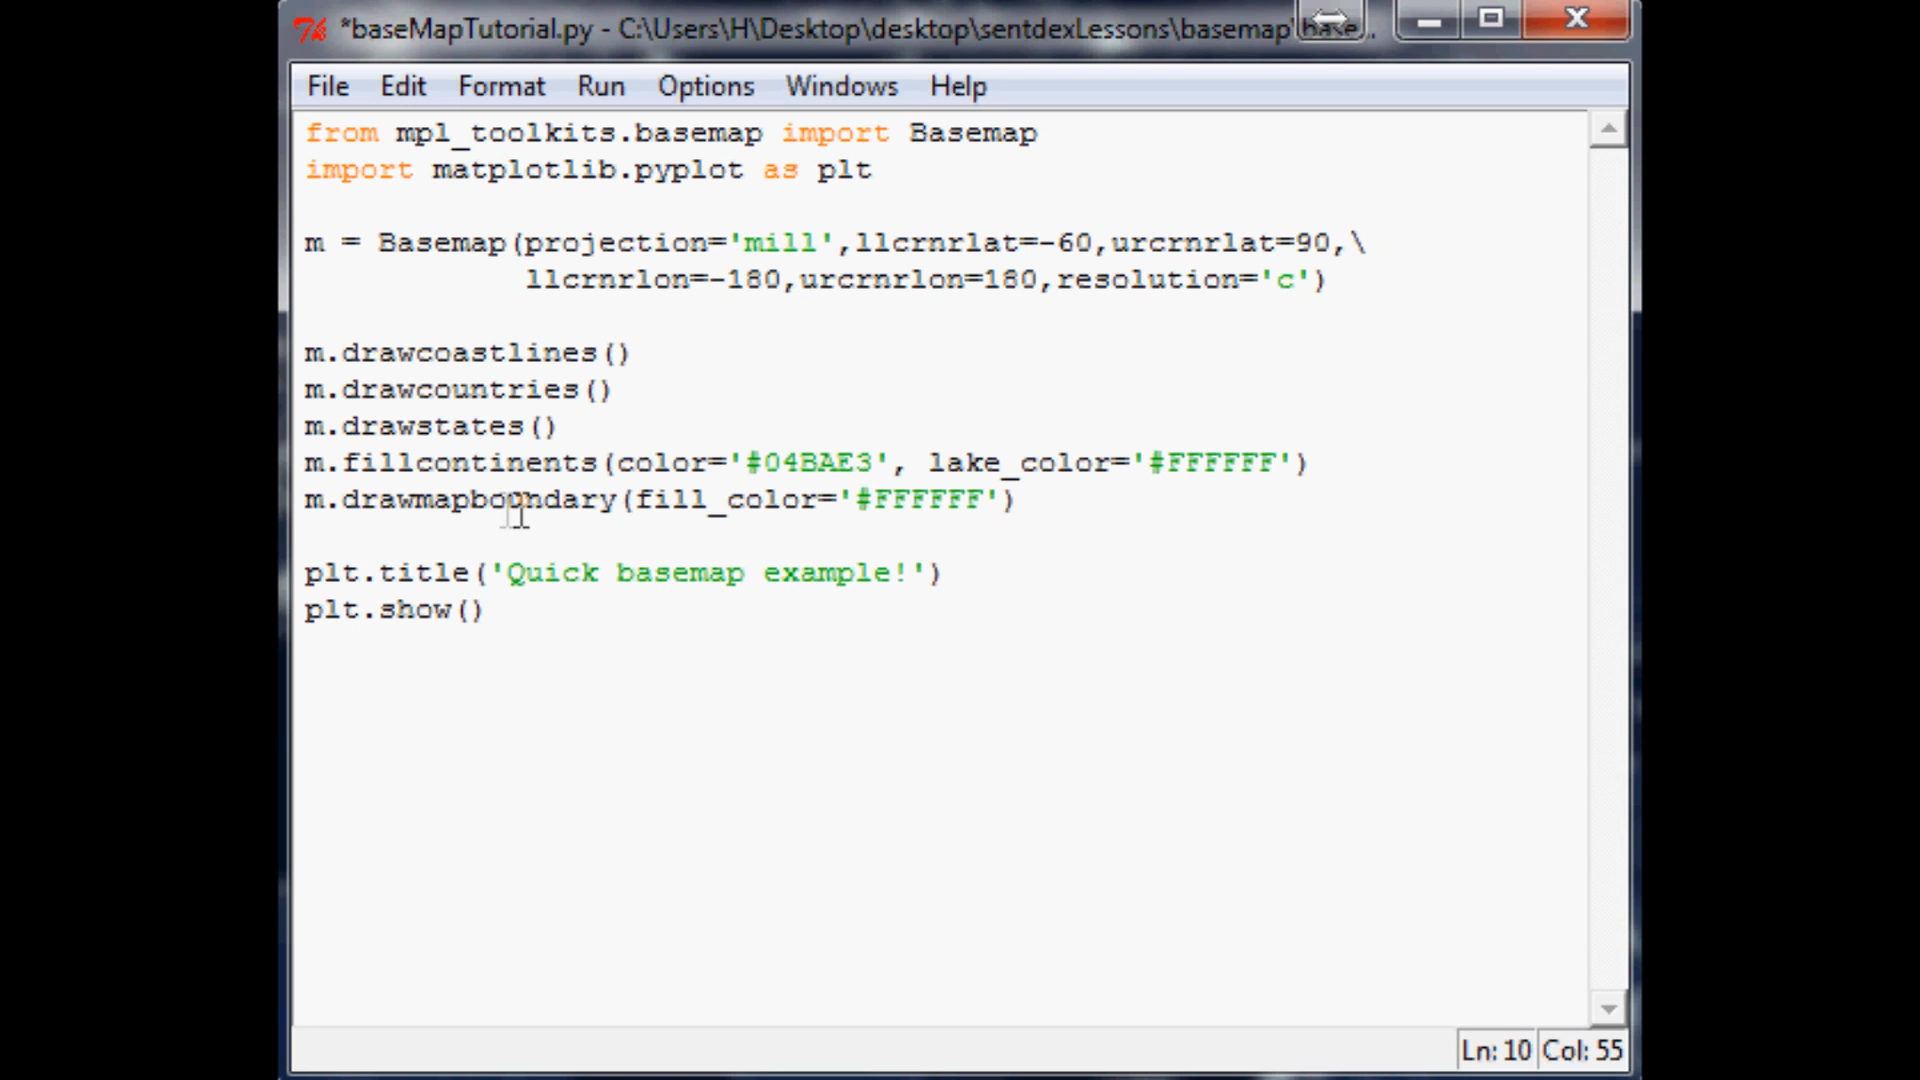 *baseMapTutorial.py - C:\Users\H\Desktop\desktop\sentdexLessons\basemap\base...
File Edit Format Run Options Windows Help
from mpl_toolkits.basemap import Basemap
import matplotlib.pyplot as plt
m = Basemap(projection='mill',llcrnrlat=-60,urcrnrlat=90,\
llcrnrlon=-180,urcrnrlon=180,resolution='c')
m.drawcoastlines()
m.drawcountries()
m.drawstates()
m.fillcontinents(color='#04BAE3', lake_color='#FFFFFF')
m.drawmapboundary(fill_color='#FFFFFF')
plt.title('Quick basemap example!')
plt.show()
Ln: 10 Col: 55